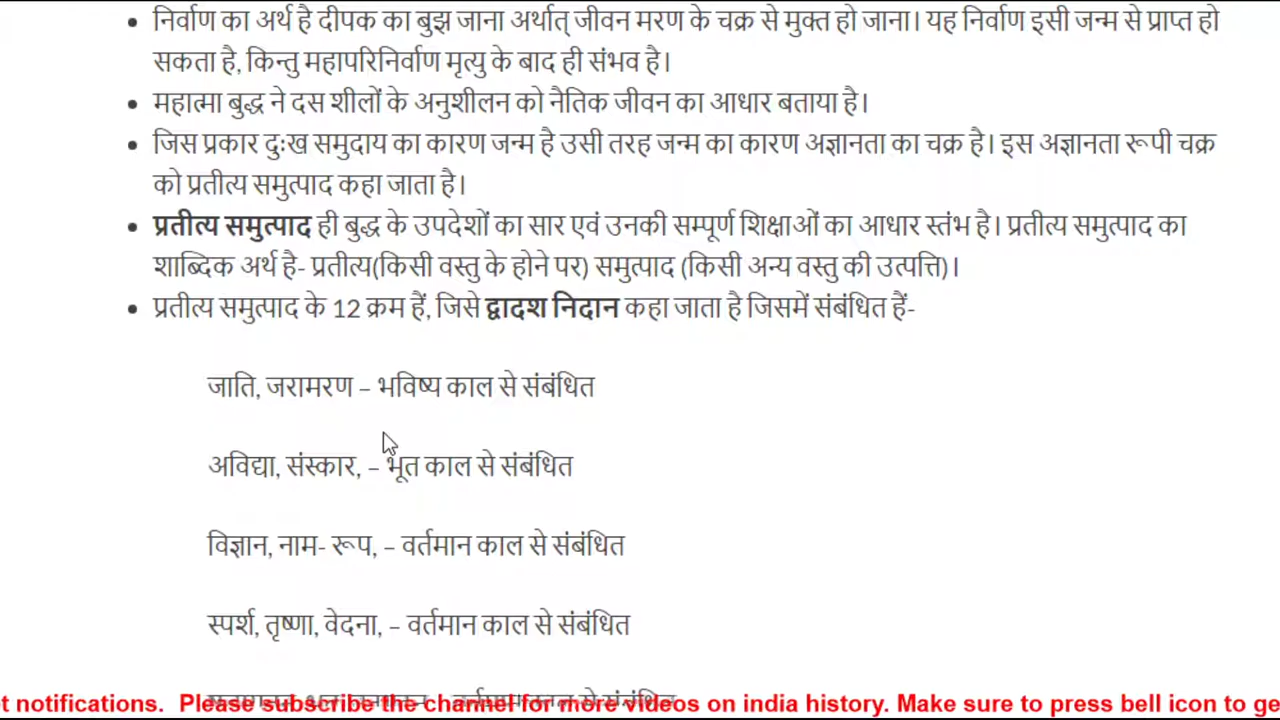 • निर्वाण का अर्थ है दीपक का बुझ जाना अर्थात् जीवन मरण के चक्र से मुक्त हो जाना। यह निर्वाण इसी जन्म से प्राप्त हो
सकता है, किन्तु महापरिनिर्वाण मृत्यु के बाद ही संभव है।
• महात्मा बुद्ध ने दस शीलों के अनुशीलन को नैतिक जीवन का आधार बताया है।
• जिस प्रकार दुःख समुदाय का कारण जन्म है उसी तरह जन्म का कारण अज्ञानता का चक्र है। इस अज्ञानता रूपी चक्र
को प्रतीत्य समुत्पाद कहा जाता है।
• प्रतीत्य समुत्पाद ही बुद्ध के उपदेशों का सार एवं उनकी सम्पूर्ण शिक्षाओं का आधार स्तंभ है। प्रतीत्य समुत्पाद का
शाब्दिक अर्थ है- प्रतीत्य(किसी वस्तु के होने पर) समुत्पाद (किसी अन्य वस्तु की उत्पत्ति)।
• प्रतीत्य समुत्पाद के 12 क्रम हैं, जिसे द्वादश निदान कहा जाता है जिसमें संबंधित हैं-
जाति, जरामरण – भविष्य काल से संबंधित
अविद्या, संस्कार, – भूत काल से संबंधित
विज्ञान, नाम- रूप, – वर्तमान काल से संबंधित
स्पर्श, तृष्णा, वेदना, – वर्तमान काल से संबंधित
t notifications. Please subscribe the channel for more videos on india history. Make sure to press bell icon to ge